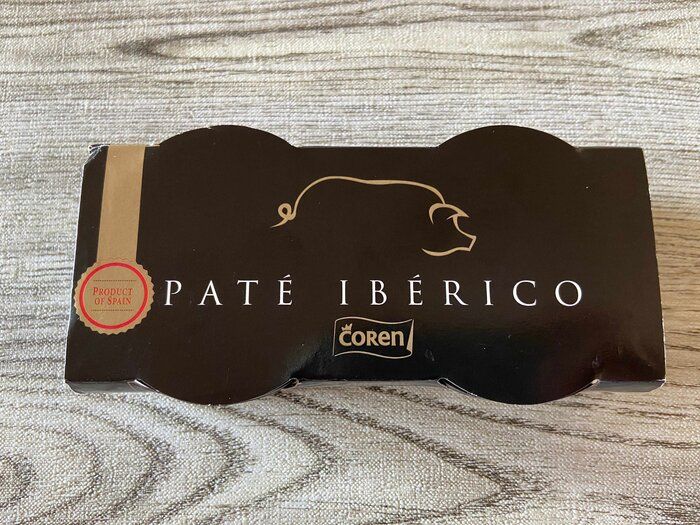 PRODUCT
OF SPAIN
PATÉ IBÉRICO
COREN